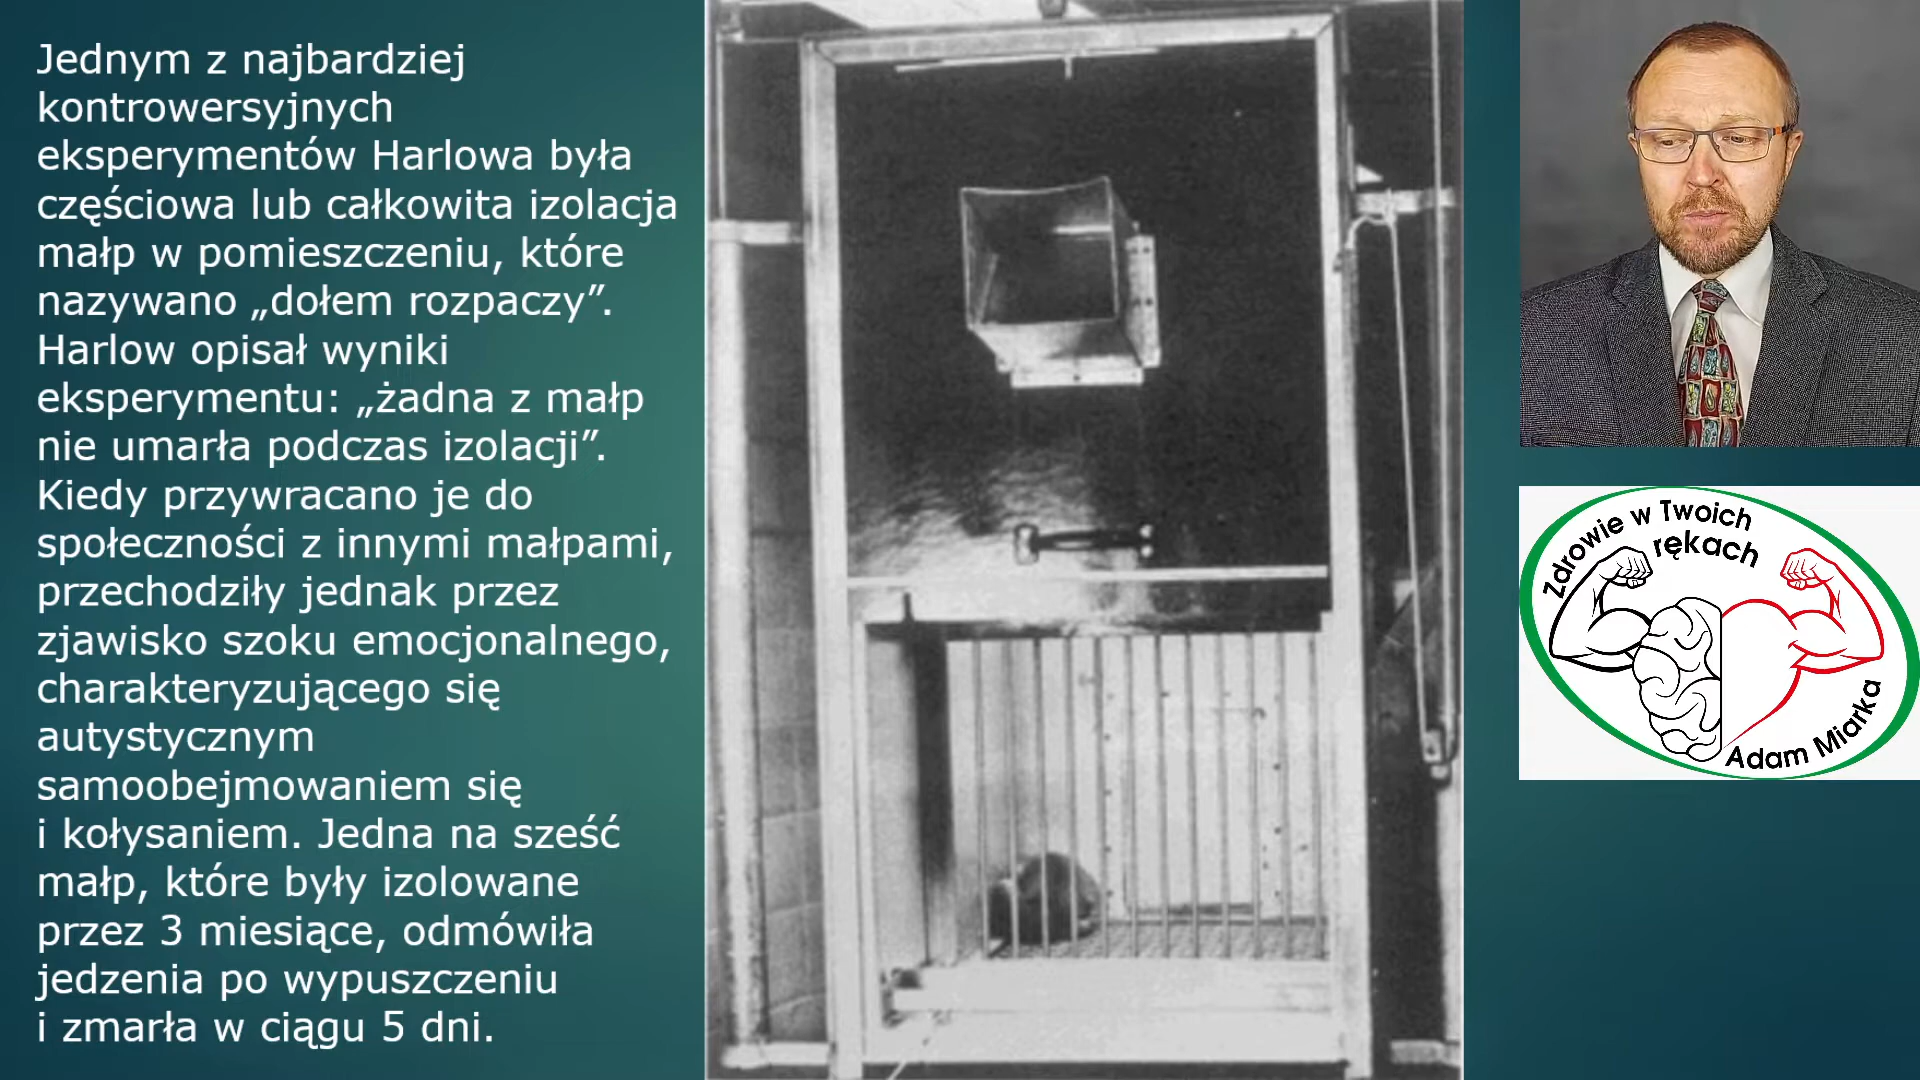 Jednym z najbardziej
kontrowersyjnych
eksperymentów Harlowa była
częściowa lub całkowita izolacja
małp w pomieszczeniu, które
nazywano „dołem rozpaczy”.
Harlow opisał wyniki
eksperymentu: „żadna z małp
nie umarła podczas izolacji”.
Kiedy przywracano je do
społeczności z innymi małpami,
przechodziły jednak przez
zjawisko szoku emocjonalnego,
charakteryzującego się
autystycznym
samoobejmowaniem się
i kołysaniem. Jedna na sześć
małp, które były izolowane
przez 3 miesiące, odmówiła
jedzenia po wypuszczeniu
i zmarła w ciągu 5 dni.
Zdrowie w Twoich
rękach
Adam Miarka